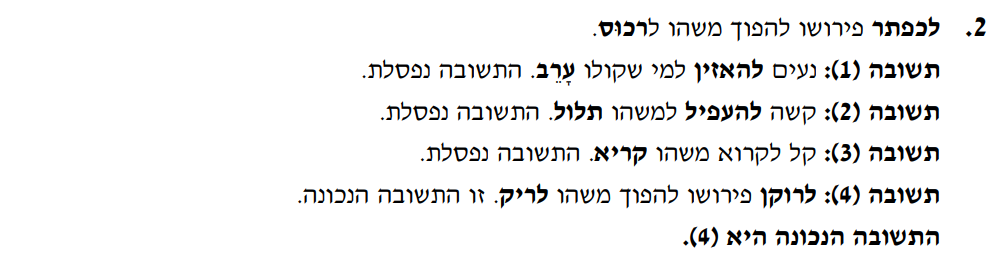 2. לכפתר פירושו להפוך משהו לרכוּס.
תשובה (1): נעים להאזין למי שקולו עָרֵב. התשובה נפסלת.
תשובה (2): קשה להעפיל למשהו תלול. התשובה נפסלת.
תשובה (3): קל לקרוא משהו קריא. התשובה נפסלת.
תשובה (4): לרוקן פירושו להפוך משהו לריק. זו התשובה הנכונה.
התשובה הנכונה היא (4).